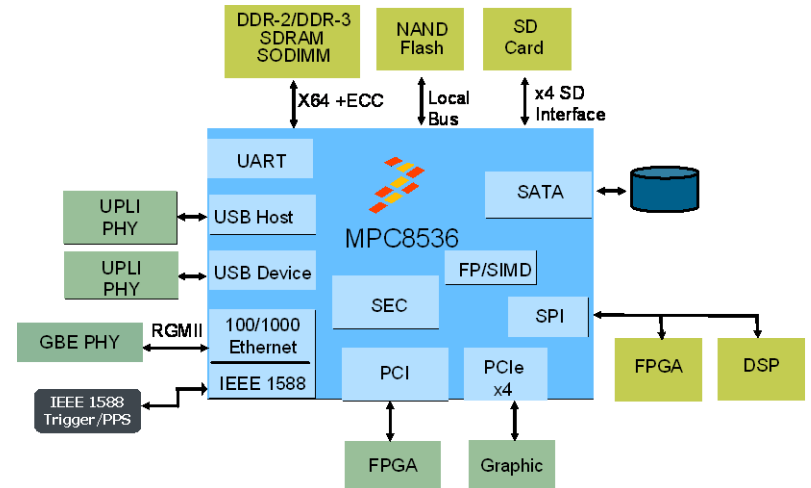 DDR-2/DDR-3
SDRAM
SODIMM
NAND
Flash
SD
Card
X64 +ECC
Local
Bus
x4 SD
Interface
UART
SATA
UPLI
PHY
USB Host
MPC8536
UPLI
PHY
USB Device
FP/SIMD
SEC
SPI
GBE PHY
RGMII
100/1000
Ethernet
IEEE 1588
PCI
PCIe
x4
FPGA
DSP
IEEE 1588
Trigger/PPS
FPGA
Graphic